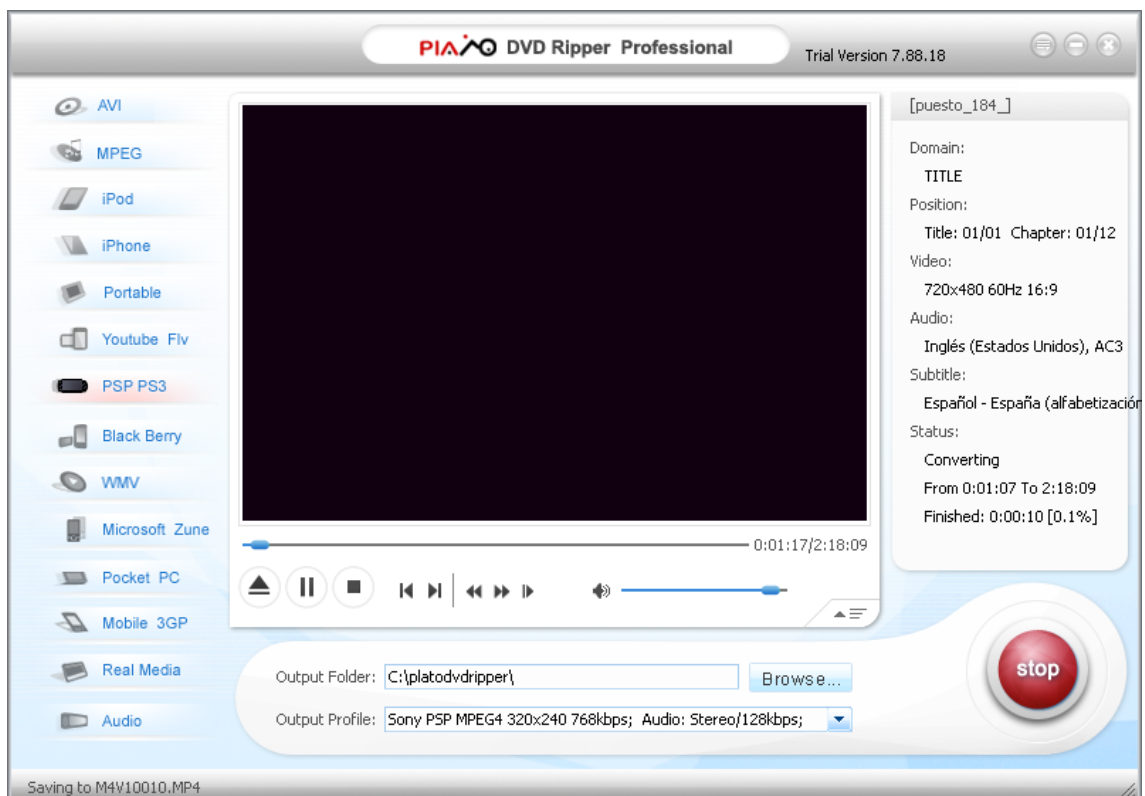 PLATO DVD Ripper Professional
Trial Version 7.88.18
AVI
MPEG
iPod
iPhone
Portable
Youtube Flv
PSP PS3
Black Berry
WMV
Microsoft Zune
Pocket PC
Mobile 3GP
Real Media
Audio
0:01:17/2:18:09
[puesto_184_]
Domain:
TITLE
Position:
Title: 01/01 Chapter: 01/12
Video:
720x480 60Hz 16:9
Audio:
Inglés (Estados Unidos), AC3
Subtitle:
Español - España (alfabetización
Status:
Converting
From 0:01:07 To 2:18:09
Finished: 0:00:10 [0.1%]
Output Folder: C:\platodvdripper\ Browse...
Output Profile: Sony PSP MPEG4 320x240 768kbps; Audio: Stereo/128kbps;
stop
Saving to M4V10010.MP4